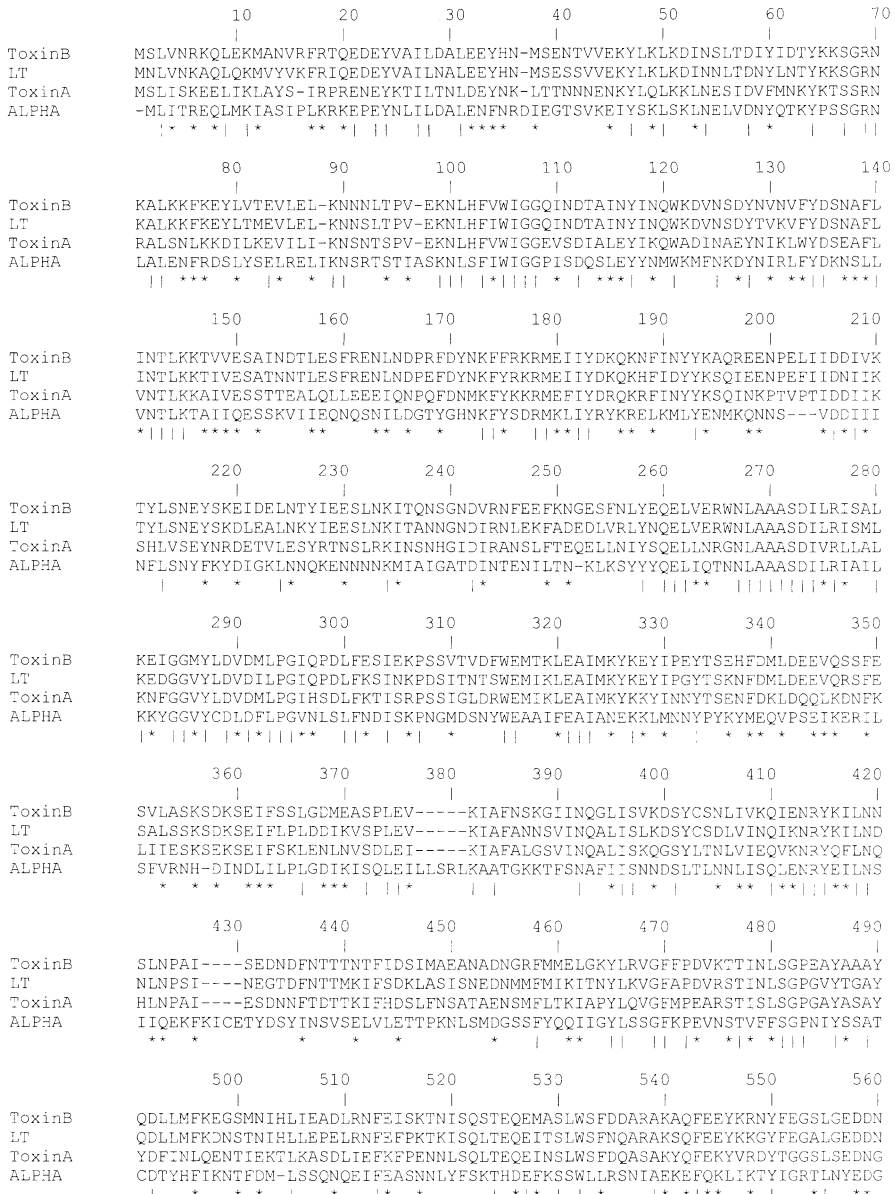 10 20 30 40 50 60 70
ToxinB MSLVNRKQLEKMANVRFRTQEDEYVAILDALEEYHN-MSENTVVEKYLKLKDINSLTDIYIDTYKKSGRN
LT MNLVNKAQLQKMVYVKFRIQEDEYVAILNALEEYHN-MSESSVVEKYLKLKDINNLTDNYLNTYKKSGRN
ToxinA MSLISKEELIKLAYS-IRPRENEYKTILTNLDEYNK-LTTNNNENKYLQLKKLNESIDVFMNKYKTSSRN
ALPHA -MLITREQLMKIASIPLKRKEPEYNLILDALENFNRDIEGTSVKEIYSKLSKLNELVDNYQTKYPSSGRN
80 90 100 110 120 130 140
ToxinB KALKKFKEYLVTEVLEL-KNNNLTPV-EKNLHFVWIGGQINDTAINYINQWKDVNSDYNVNVFYDSNAFL
LT KALKKFKEYLTMEVLEL-KNNSLTPV-EKNLHFIWIGGQINDTAINYINQWKDVNSDYTVKVFYDSNAFL
ToxinA RALSNLKKDILKEVILI-KNSNTSPV-EKNLHFVWIGGEVSDIALEYIKQWADINAEYNIKLWYDSEAFL
ALPHA LALENFRDSLYSELRELIKNSRTSTIASKNLSFIWIGGPISDQSLEYYNMWKMFNKDYNIRLFYDKNSLL
150 160 170 180 190 200 210
ToxinB INTLKKTVVESAINDTLESFRENLNDPRFDYNKFFRKRMEIIYDKQKNFINYYKAQREENPELIIDDIVK
LT INTLKKTIVESATNNTLESFRENLNDPEFDYNKFYRKRMEIIYDKQKHFIDYYKSQIEENPEFIIDNIIK
ToxinA VNTLKKAIVESSTTEALQLLEEEIQNPQFDNMKFYKKRMEFIYDRQKRFINYYKSQINKPTVPTIDDIIK
ALPHA VNTLKTAIIQESSKVIIEQNQSNILDGTYGHNKFYSDRMKLIYRYKRELKMLYENMKQNNS---VDDIII
220 230 240 250 260 270 280
ToxinB TYLSNEYSKEIDELNTYIEESLNKITQNSGNDVRNFEEFKNGESFNLYEQELVERWNLAAASDILRISAL
LT TYLSNEYSKDLEALNKYIEESLNKITANNGNDIRNLEKFADEDLVRLYNQELVERWNLAAASDILRISML
ToxinA SHLVSEYNRDETVLESYRTNSLRKINSNHGIDIRANSLFTEQELLNIYSQELLNRGNLAAASDIVRLLAL
ALPHA NFLSNYFKYDIGKLNNQKENNNNKMIAIGATDINTENILTN-KLKSYYYQELIQTNNLAAASDILRIAIL
290 300 310 320 330 340 350
ToxinB KEIGGMYLDVDMLPGIQPDLFESIEKPSSVTVDFWEMTKLEAIMKYKEYIPEYTSEHFDMLDEEVQSSFE
LT KEDGGVYLDVDILPGIQPDLFKSINKPDSITNTSWEMIKLEAIMKYKEYIPGYTSKNFDMLDEEVQRSFE
ToxinA KNFGGVYLDVDMLPGIHSDLFKTISRPSSIGLDRWEMIKLEAIMKYKKYINNYTSENFDKLDQQLKDNFK
ALPHA KKYGGVYCDLDFLPGVNLSLFNDISKPNGMDSNYWEAAIFEAIANEKKLMNNYPYKYMEQVPSEIKERIL
360 370 380 390 400 410 420
ToxinB SVLASKSDKSEIFSSLGDMEASPLEV-----KIAFNSKGIINQGLISVKDSYCSNLIVKQIENRYKILNN
LT SALSSKSDKSEIFLPLDDIKVSPLEV-----KIAFANNSVINQALISLKDSYCSDLVINQIKNRYKILND
ToxinA LIIESKSEKSEIFSKLENLNVSDLEI-----KIAFALGSVINQALISKQGSYLTNLVIEQVKNRYQFLNQ
ALPHA SFVRNH-DINDLILPLGDIKISQLEILLSRLKAATGKKTFSNAFIISNNDSLTLNNLISQLENRYEILNS
430 440 450 460 470 480 490
ToxinB SLNPAI----SEDNDFNTTTNTFIDSIMAEANADNGRFMMELGKYLRVGFFPDVKTTINLSGPEAYAAAY
LT NLNPSI----NEGTDFNTTMKIFSDKLASISNEDNMMFMIKITNYLKVGFAPDVRSTINLSGPGVYTGAY
ToxinA HLNPAI----ESDNNFTDTTKIFHDSLFNSATAENSMFLTKIAPYLQVGFMPEARSTISLSGPGAYASAY
ALPHA IIQEKFKICETYDSYINSVSELVLETTPKNLSMDGSSFYQQIIGYLSSGFKPEVNSTVFFSGPNIYSSAT
500 510 520 530 540 550 560
ToxinB QDLLMFKEGSMNIHLIEADLRNFEISKTNISQSTEQEMASLWSFDDARAKAQFEEYKRNYFEGSLGEDDN
LT QDLLMFKDNSTNIHLLEPELRNFEFPKTKISQLTEQEITSLWSFNQARAKSQFEEYKKGYFEGALGEDDN
ToxinA YDFINLQENTIEKTLKASDLIEFKFPENNLSQLTEQEINSLWSFDQASAKYQFEKYVRDYTGGSLSEDNG
ALPHA CDTYHFIKNTFDM-LSSQNQEIFEASNNLYFSKTHDEFKSSWLLRSNIAEKEFQKLIKTYIGRTLNYEDG